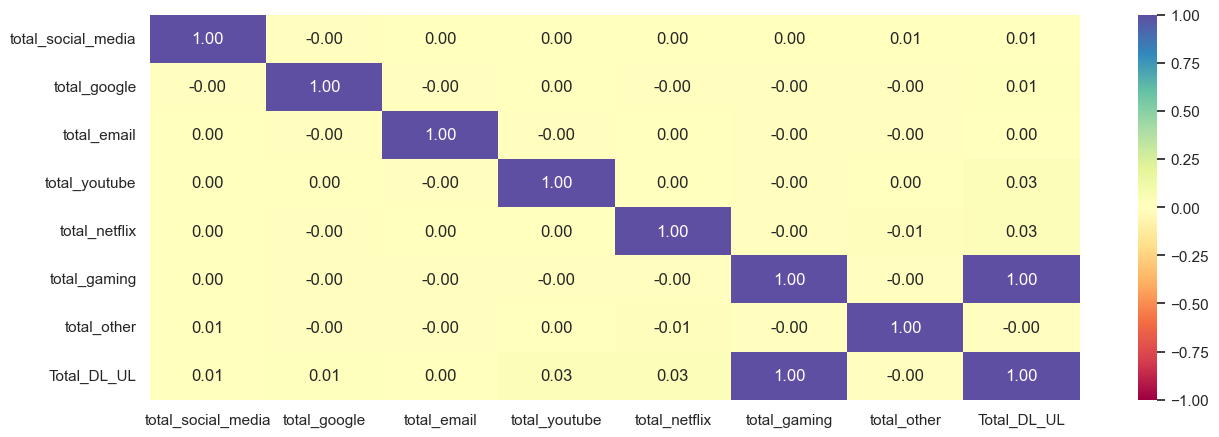 total_social_media 1.00 -0.00 0.00 0.00 0.00 0.00 0.01 0.01
total_google -0.00 1.00 -0.00 0.00 -0.00 -0.00 -0.00 0.01
total_email 0.00 -0.00 1.00 -0.00 0.00 -0.00 -0.00 0.00
total_youtube 0.00 0.00 -0.00 1.00 0.00 -0.00 0.00 0.03
total_netflix 0.00 -0.00 0.00 0.00 1.00 -0.00 -0.01 0.03
total_gaming 0.00 -0.00 -0.00 -0.00 -0.00 1.00 -0.00 1.00
total_other 0.01 -0.00 -0.00 0.00 -0.01 -0.00 1.00 -0.00
Total_DL_UL 0.01 0.01 0.00 0.03 0.03 1.00 -0.00 1.00
total_social_media total_google total_email total_youtube total_netflix total_gaming total_other Total_DL_UL
1.00
0.75
0.50
0.25
0.00
−0.25
−0.50
−0.75
−1.00